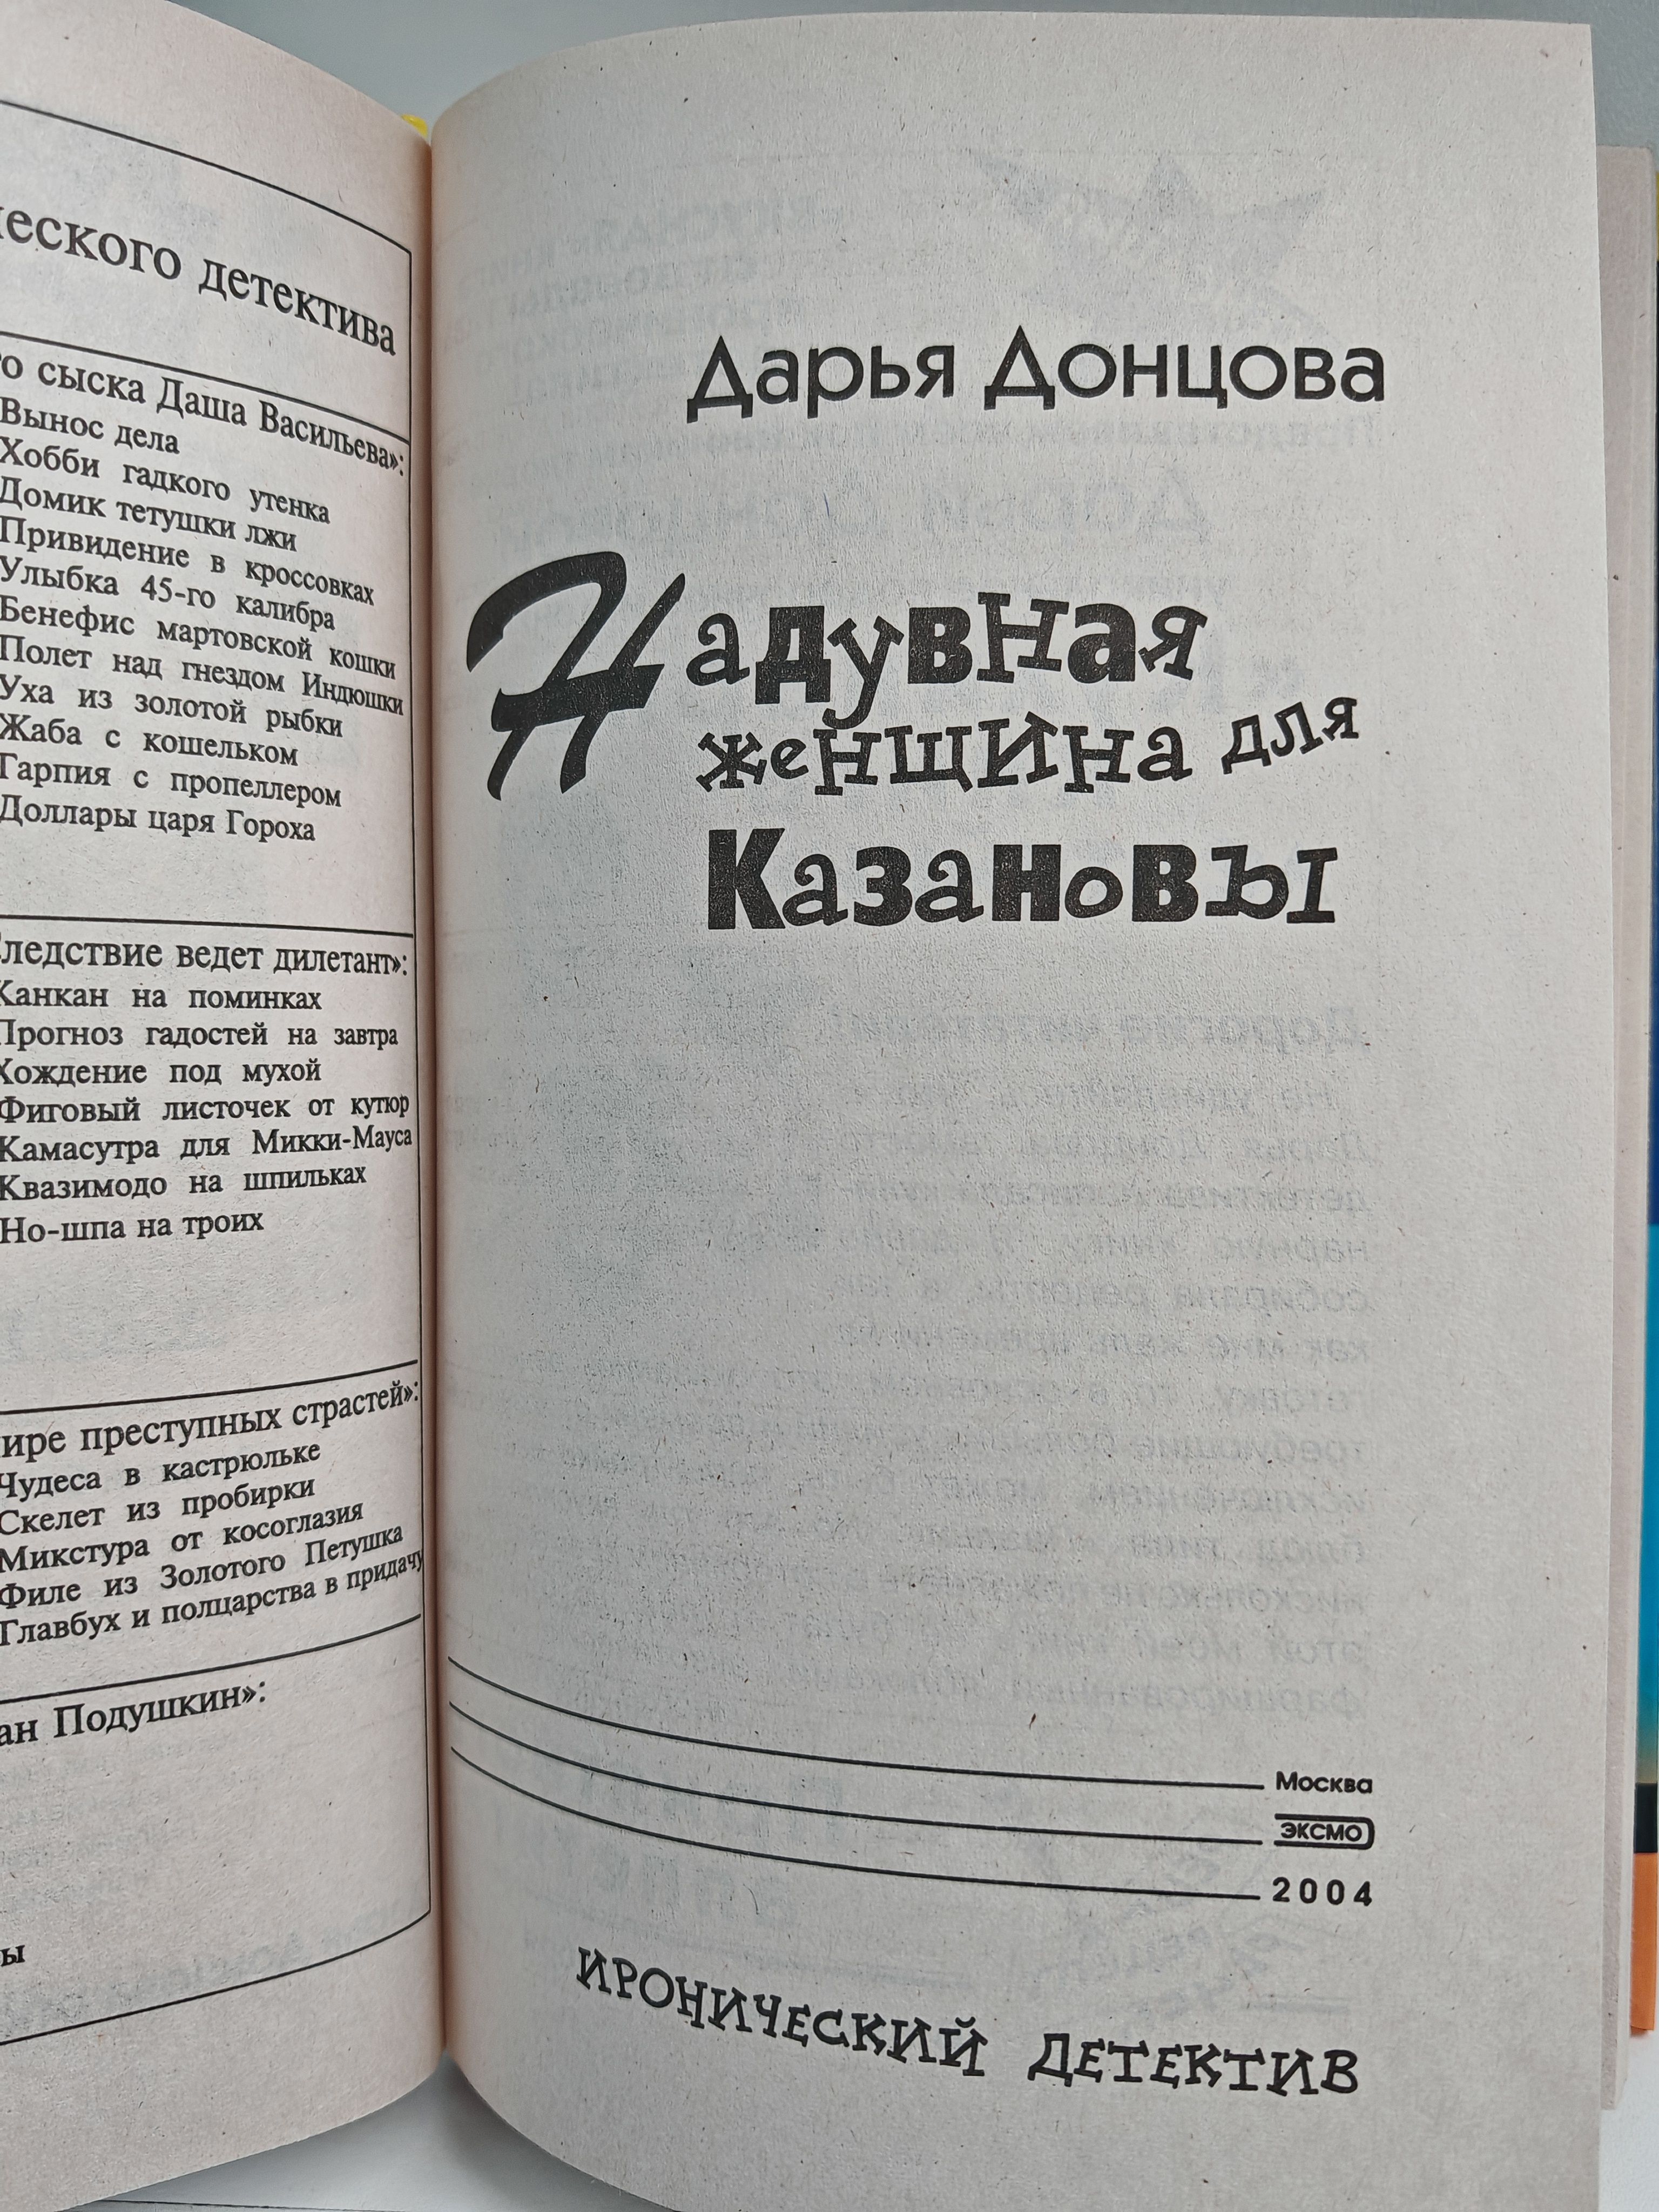 детектива
сыска Даша Васильева»:
Вынос дела
Хобби гадкого утенка
Домик тетушки лжи
Привидение в кроссовках
Улыбка 45-го калибра
Бенефис мартовской кошки
Полет над гнездом Индюшки
Уха из золотой рыбки
Жаба с кошельком
Гарпия с пропеллером
Доллары царя Гороха
ведет дилетант»:
Канкан на поминках
Прогноз гадостей на завтра
Хождение под мухой
Фиговый листочек от кутюр
Камасутра для Микки-Мауса
Квазимодо на шпильках
Но-шпа на троих
преступных страстей»:
Чудеса в кастрюльке
Скелет из пробирки
Микстура от косоглазия
Филе из Золотого Петушка
Главбух и полцарства в придачу
Подушкин»:
Дарья Донцова
Надувная
женщина для
Казановы
Москва
ЭКСМО
2004
ИРОНИЧЕСКИЙ ДЕТЕКТИВ